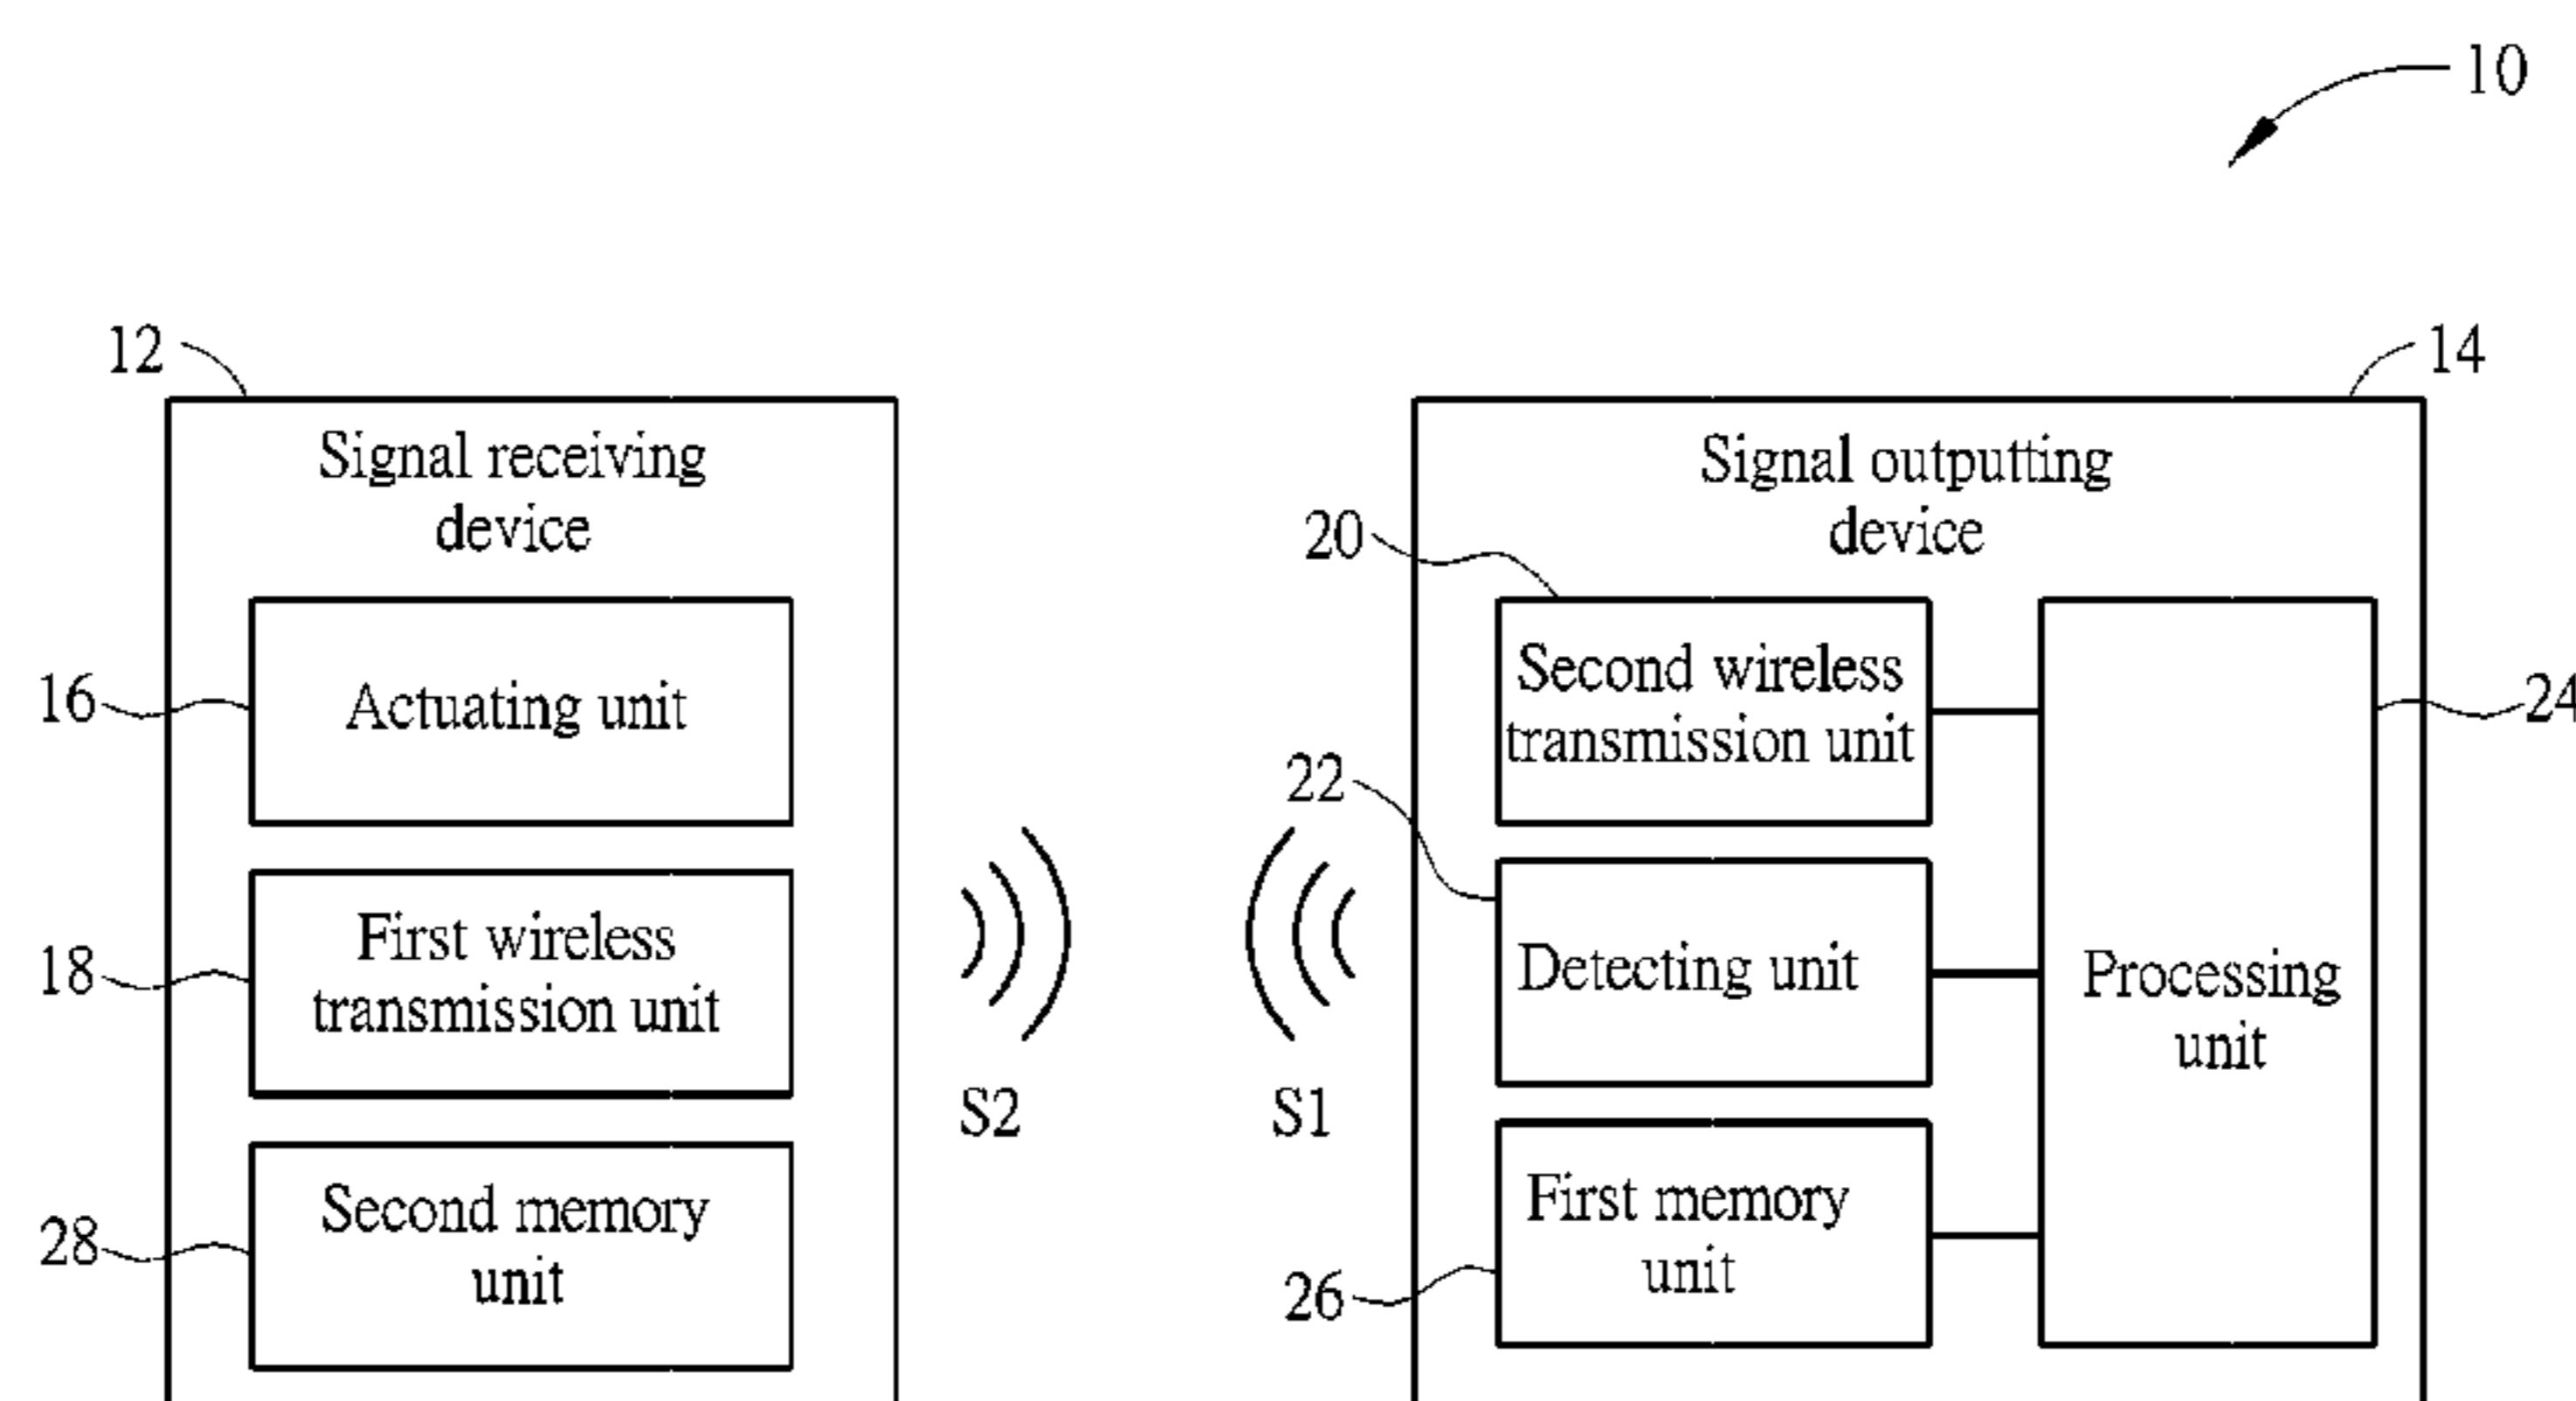 10
12
Signal receiving
device
16
Actuating unit
18
First wireless
transmission unit
28
Second memory
unit
S2
S1
14
Signal outputting
device
20
Second wireless
transmission unit
22
Detecting unit
26
First memory
unit
24
Processing
unit